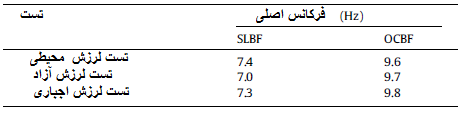 تست فرکانس اصلی (Hz)
SLBF OCBF
تست لرزش محیطی 7.4 9.6
تست لرزش آزاد 7.0 9.7
تست لرزش اجباری 7.3 9.8